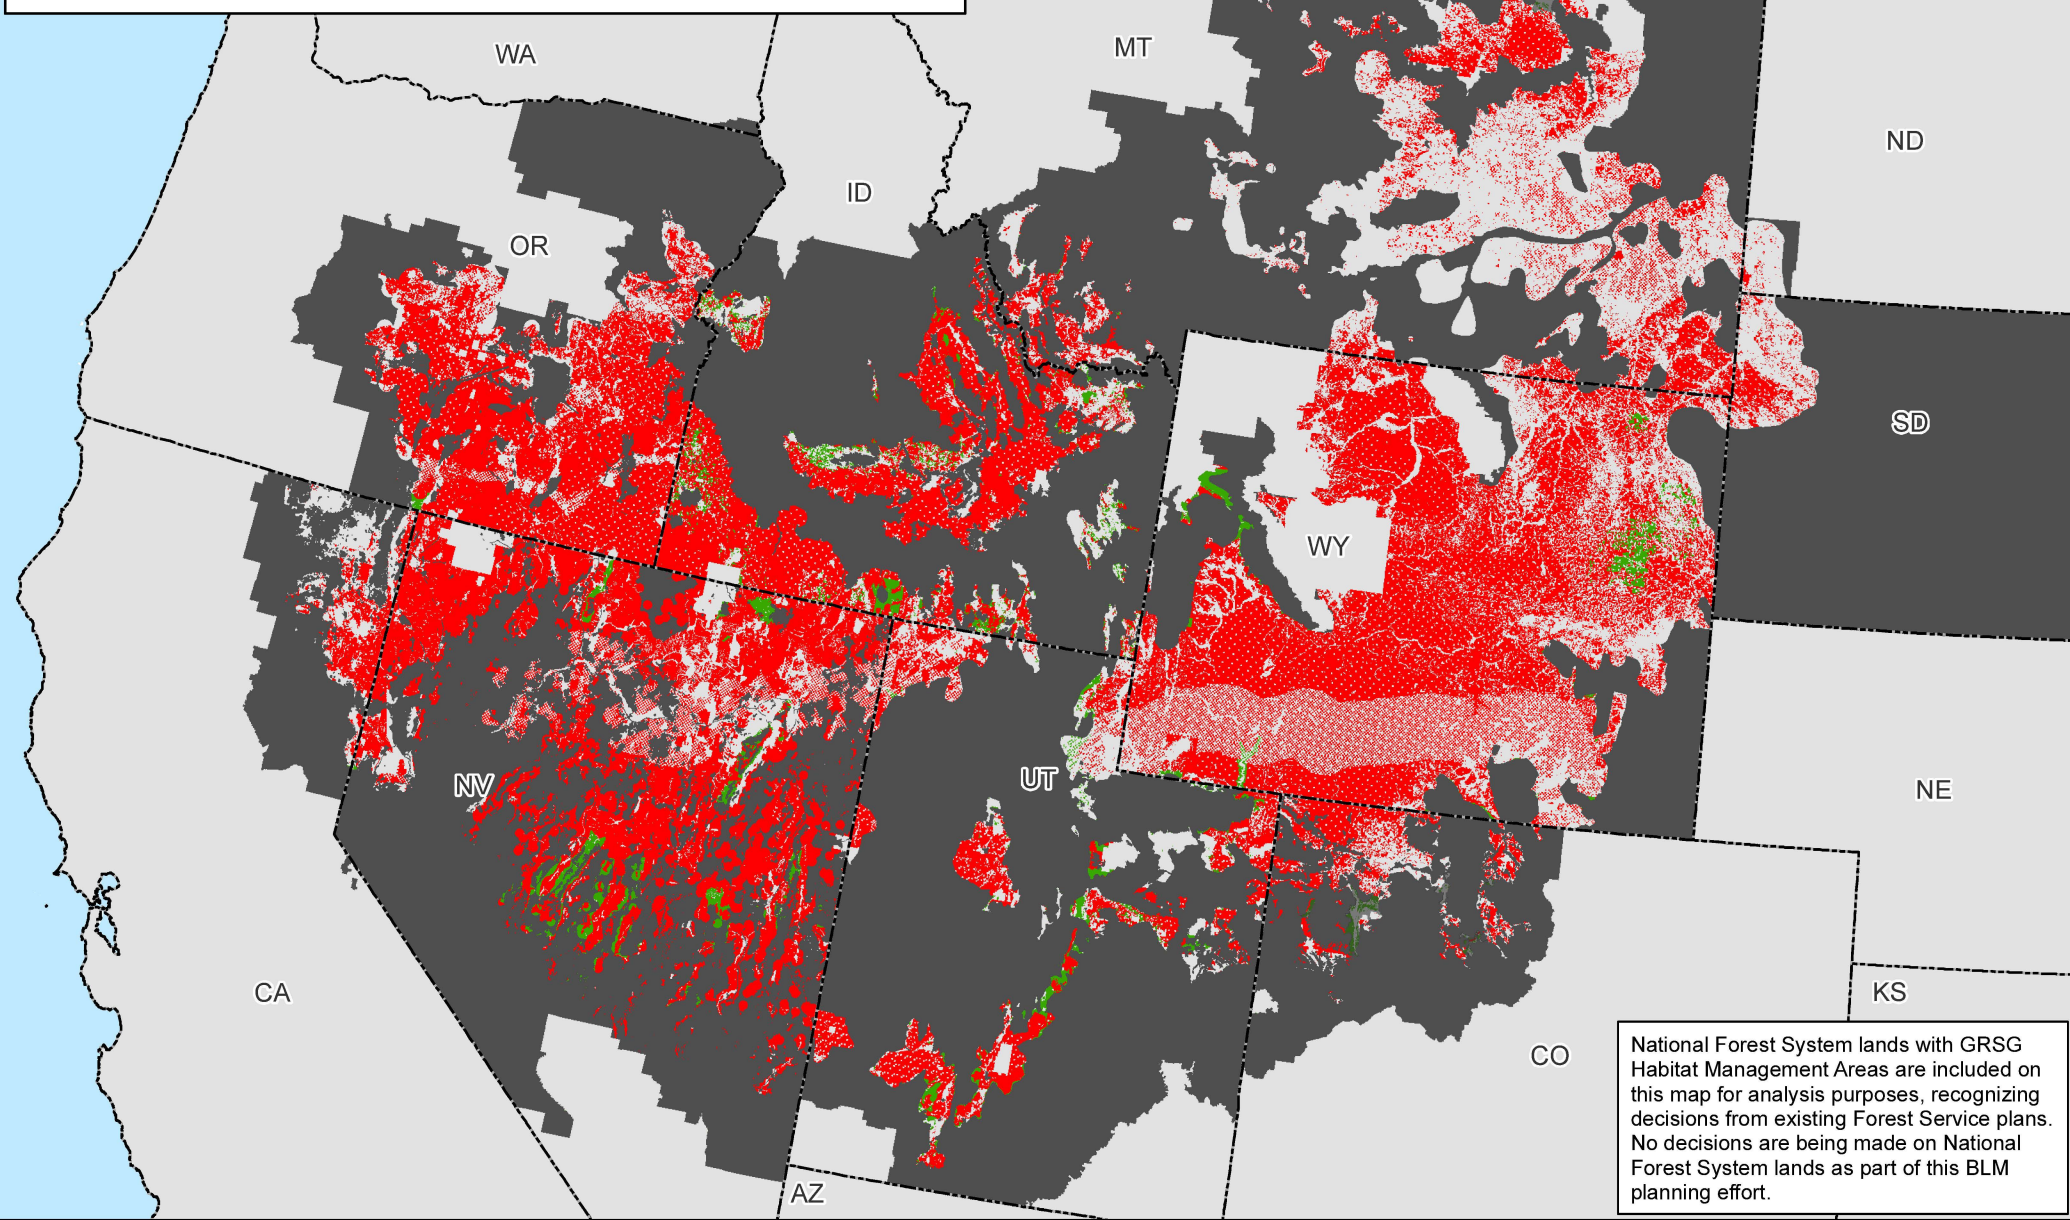 WA
MT
ND
ID
OR
SD
WY
NV
UT
NE
CA
KS
CO
AZ
National Forest System lands with GRSG
Habitat Management Areas are included on
this map for analysis purposes, recognizing
decisions from existing Forest Service plans.
No decisions are being made on National
Forest System lands as part of this BLM
planning effort.